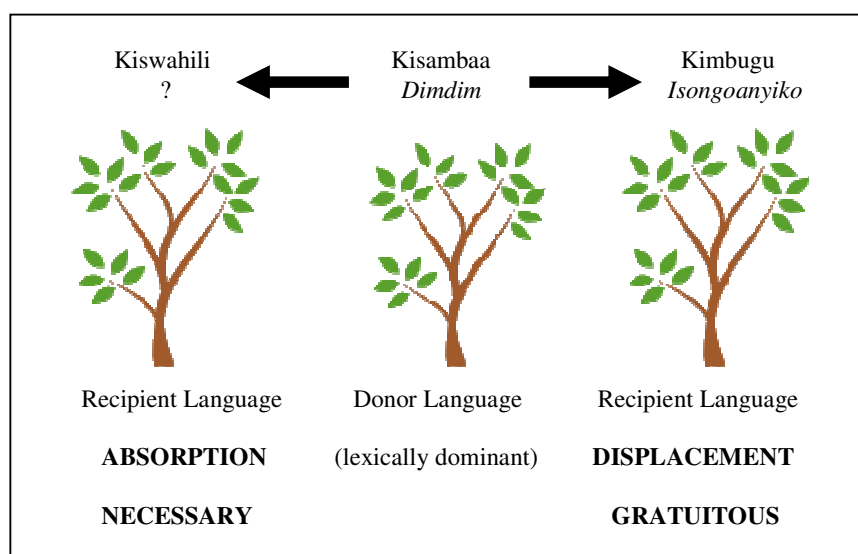 Kiswahili Kisambaa Kimbugu
? Dimdim Isongoanyiko
Recipient Language Donor Language Recipient Language
ABSORPTION (lexically dominant) DISPLACEMENT
NECESSARY GRATUITOUS